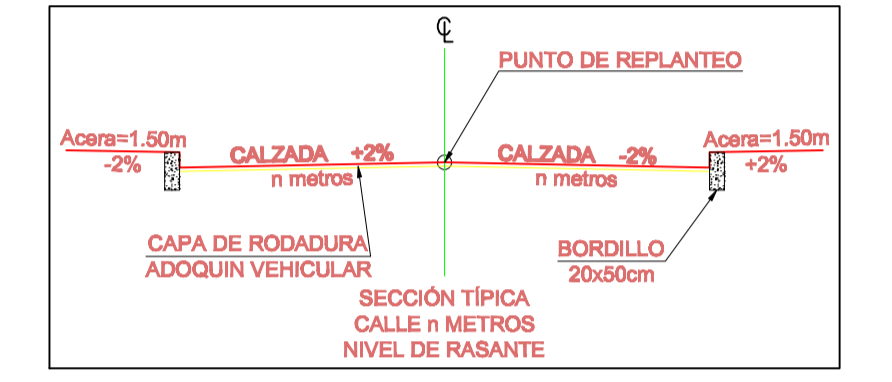 ℄
PUNTO DE REPLANTEO
Acera=1.50m
-2%
CALZADA +2%
n metros
CALZADA -2%
n metros
Acera=1.50m
+2%
CAPA DE RODADURA
ADOQUIN VEHICULAR
BORDILLO
20x50cm
SECCIÓN TÍPICA
CALLE n METROS
NIVEL DE RASANTE